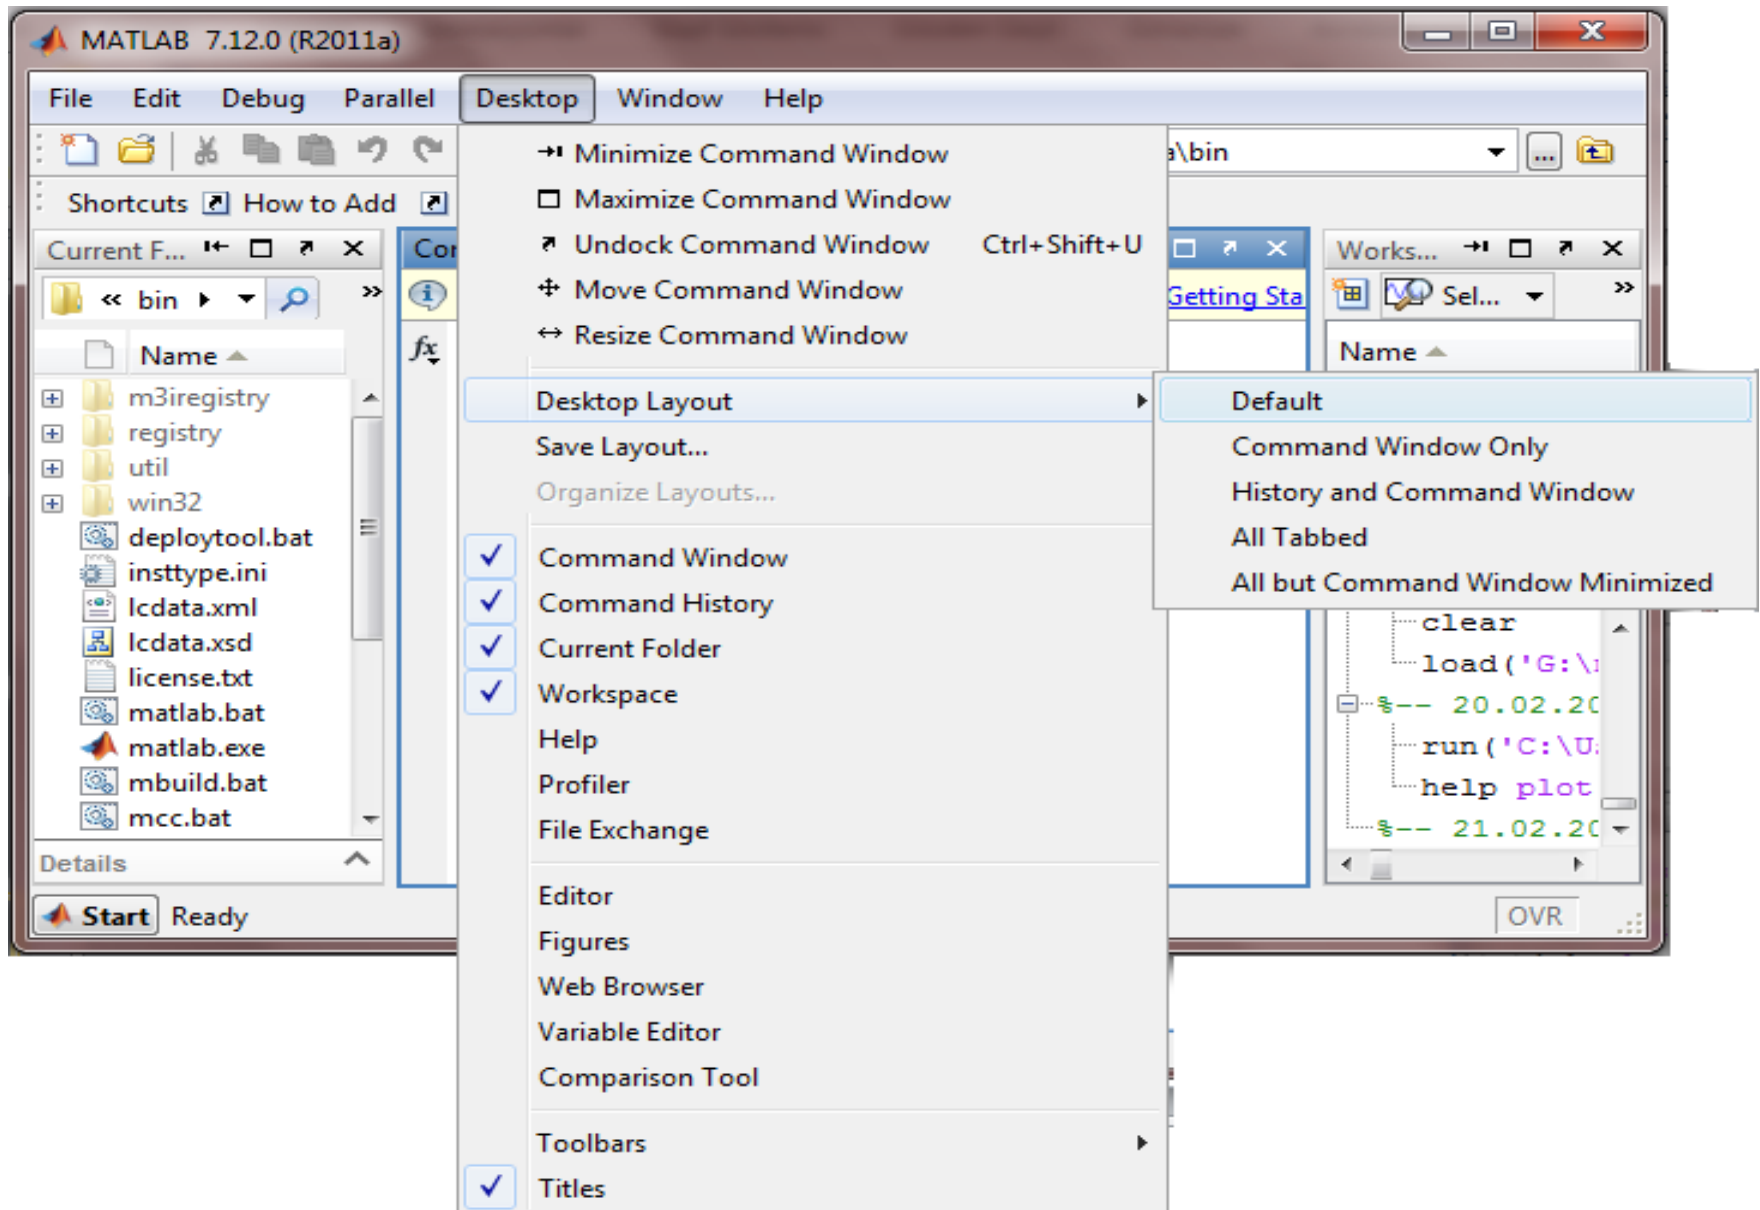 MATLAB 7.12.0 (R2011a)
File Edit Debug Parallel Desktop Window Help
\bin
Shortcuts How to Add
Current F...
« bin
Name
m3iregistry
registry
util
win32
deploytool.bat
insttype.ini
lcdata.xml
lcdata.xsd
license.txt
matlab.bat
matlab.exe
mbuild.bat
mcc.bat
Details
Start Ready
fx
Minimize Command Window
Maximize Command Window
Undock Command Window Ctrl+Shift+U
Move Command Window
Resize Command Window
Desktop Layout
Save Layout...
Organize Layouts...
Command Window
Command History
Current Folder
Workspace
Help
Profiler
File Exchange
Editor
Figures
Web Browser
Variable Editor
Comparison Tool
Toolbars
Titles
Default
Command Window Only
History and Command Window
All Tabbed
All but Command Window Minimized
Getting Sta
Works...
Sel...
Name
clear
load('G:\
%-- 20.02.20
run('C:\U
help plot
%-- 21.02.20
OVR